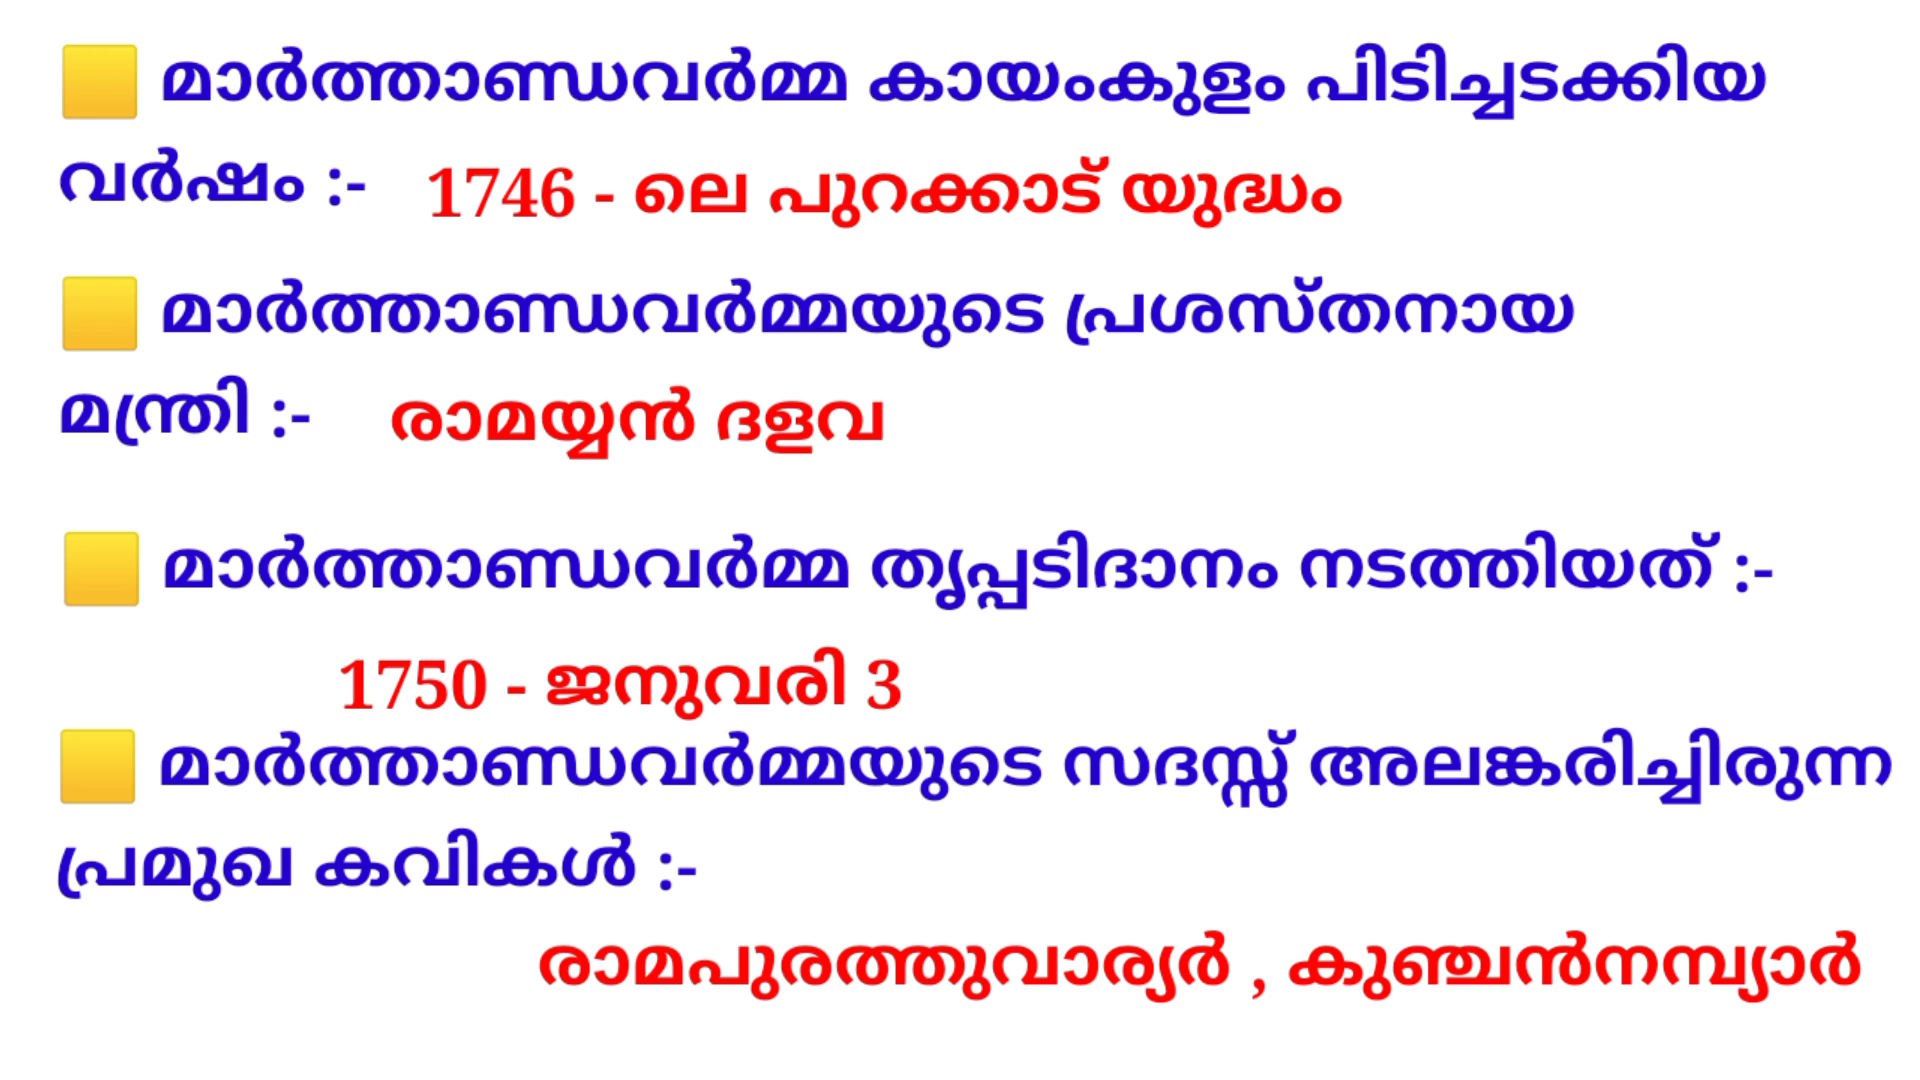 മാർത്താണ്ഡവർമ്മ കായംകുളം പിടിച്ചടക്കിയ
വർഷം :- 1746 - ലെ പുറക്കാട് യുദ്ധം
മാർത്താണ്ഡവർമ്മയുടെ പ്രശസ്തനായ
മന്ത്രി :- രാമയ്യൻ ദളവ
മാർത്താണ്ഡവർമ്മ തൃപ്പടിദാനം നടത്തിയത് :-
1750 - ജനുവരി 3
മാർത്താണ്ഡവർമ്മയുടെ സദസ്സ് അലങ്കരിച്ചിരുന്ന
പ്രമുഖ കവികൾ :-
രാമപുരത്തുവാര്യർ , കുഞ്ചൻനമ്പ്യാർ